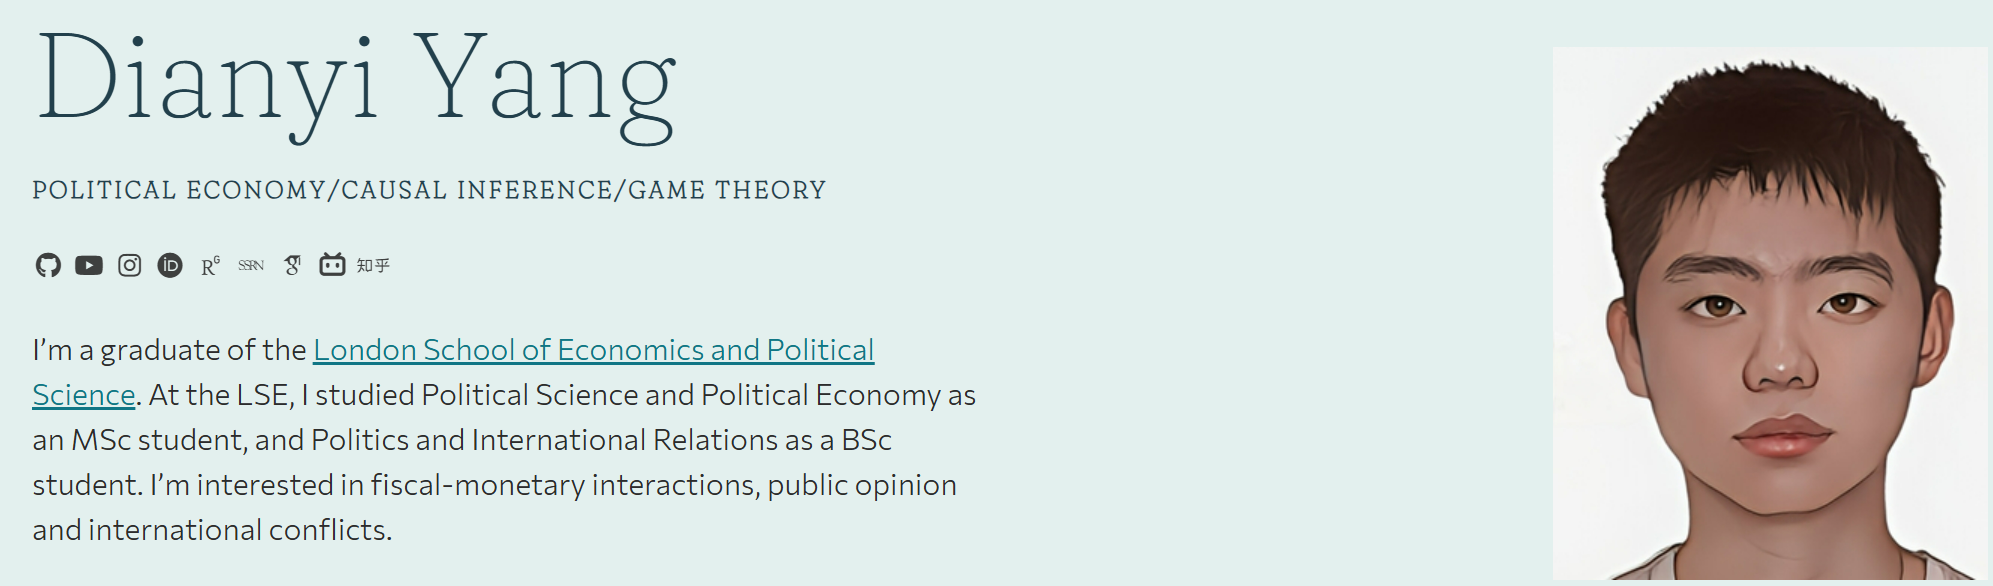 Dianyi Yang
POLITICAL ECONOMY/CAUSAL INFERENCE/GAME THEORY
iD RG SSRN 知乎
I’m a graduate of the London School of Economics and Political
Science. At the LSE, I studied Political Science and Political Economy as
an MSc student, and Politics and International Relations as a BSc
student. I’m interested in fiscal-monetary interactions, public opinion
and international conflicts.